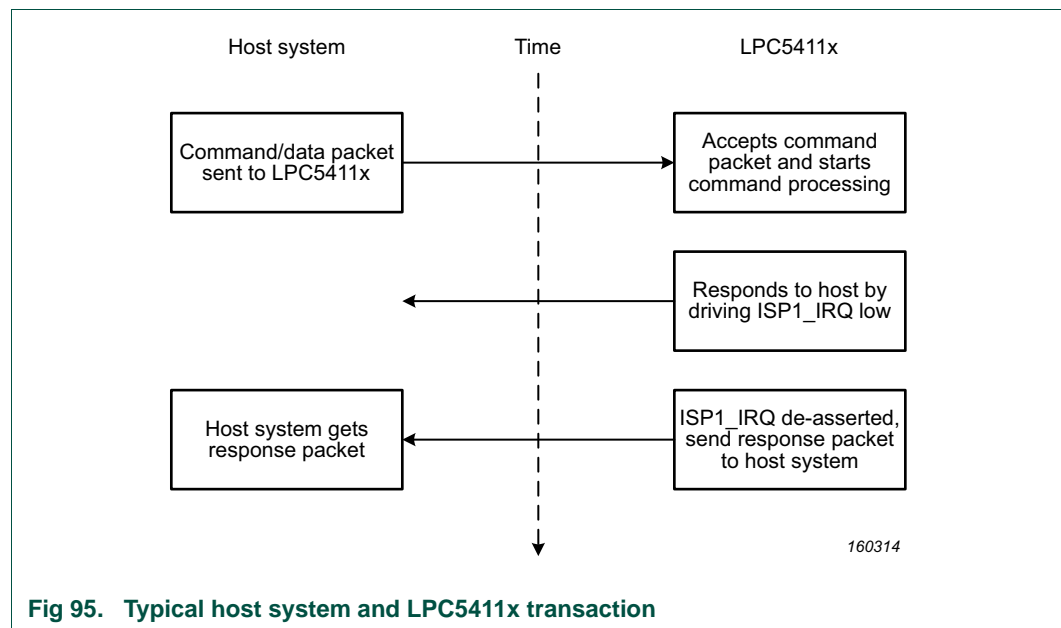 Host system
Time
LPC5411x
Command/data packet
sent to LPC5411x
Accepts command
packet and starts
command processing
Responds to host by
driving ISP1_IRQ low
Host system gets
response packet
ISP1_IRQ de-asserted,
send response packet
to host system
160314
Fig 95. Typical host system and LPC5411x transaction